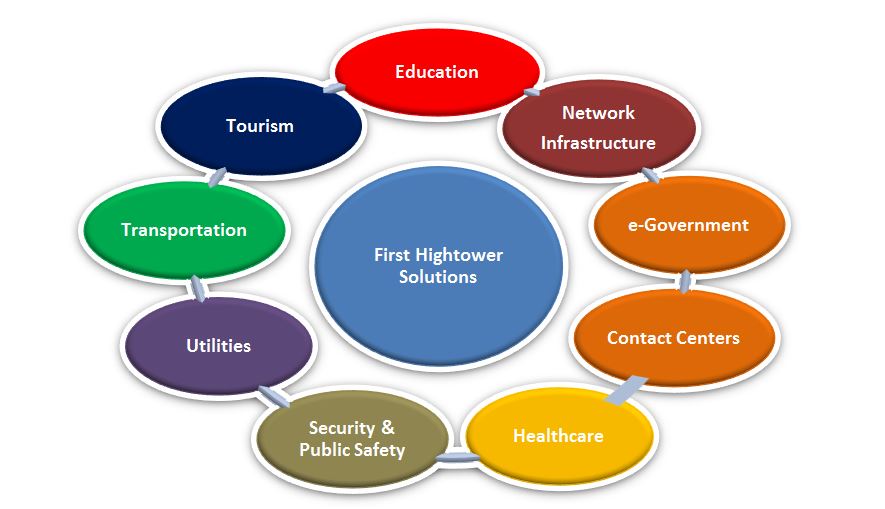 Education
Network
Infrastructure
e-Government
Contact Centers
Healthcare
Security &
Public Safety
Utilities
Transportation
Tourism
First Hightower
Solutions